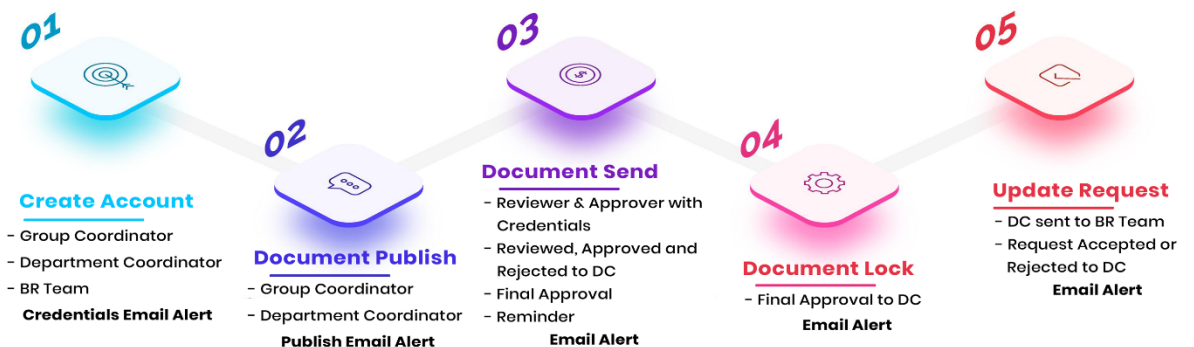 01
Create Account
- Group Coordinator
- Department Coordinator
- BR Team
Credentials Email Alert
02
Document Publish
- Group Coordinator
- Department Coordinator
Publish Email Alert
03
$
Document Send
- Reviewer & Approver with
Credentials
- Reviewed, Approved and
Rejected to DC
- Final Approval
- Reminder
Email Alert
04
Document Lock
- Final Approval to DC
Email Alert
05
Update Request
- DC sent to BR Team
- Request Accepted or
Rejected to DC
Email Alert